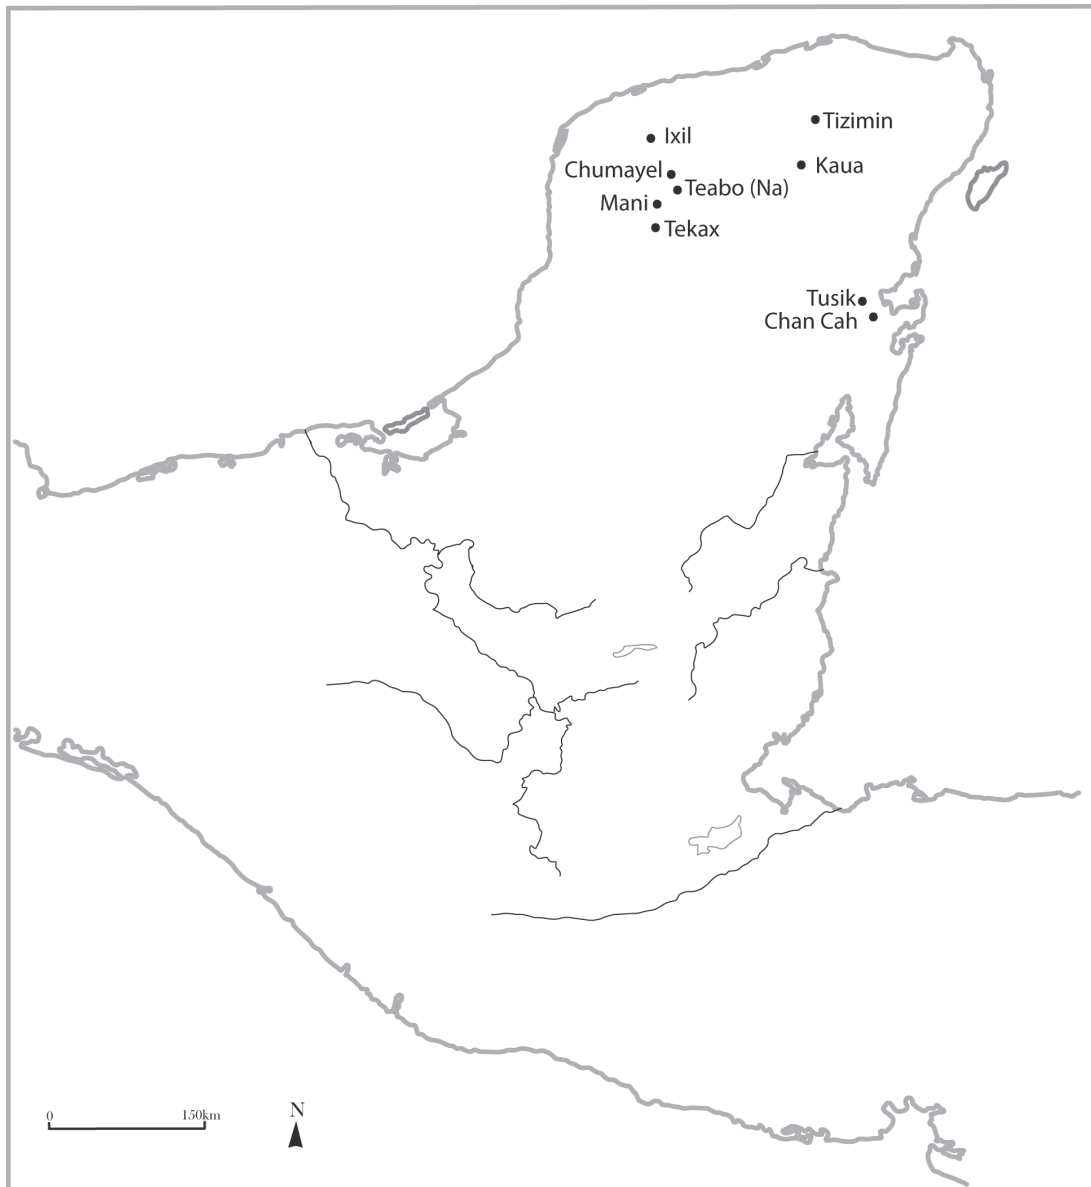 Tizimin
Ixil
Kaua
Chumayel
Teabo (Na)
Mani
Tekax
Tusik
Chan Cah
0
150km
N